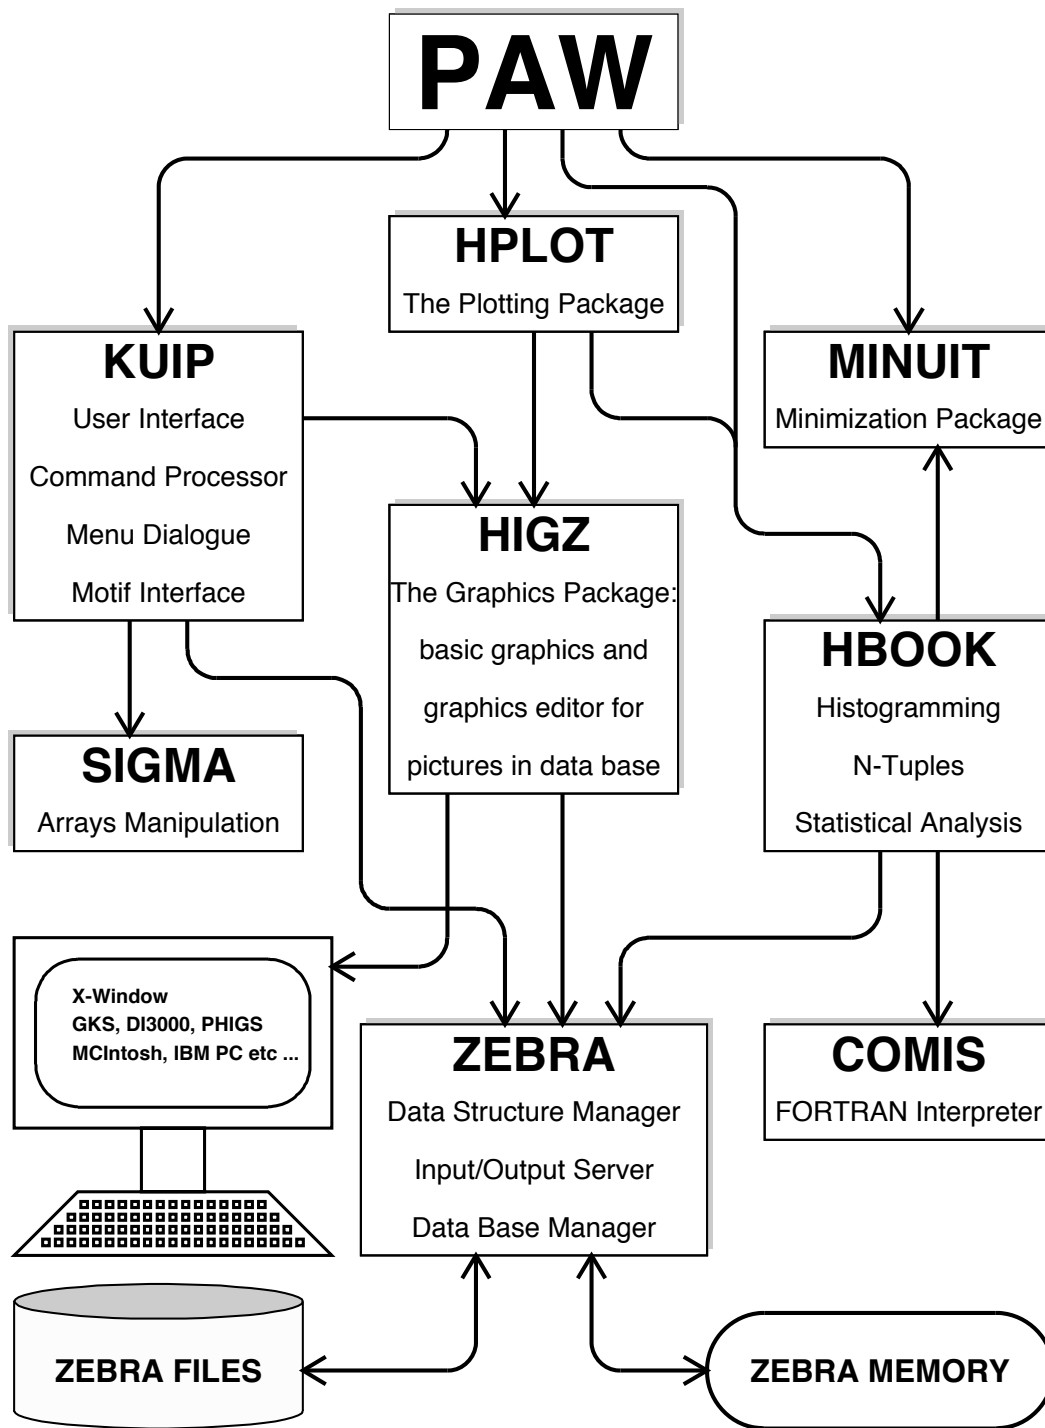 PAW
HPLOT
The Plotting Package
KUIP
User Interface
Command Processor
Menu Dialogue
Motif Interface
MINUIT
Minimization Package
HIGZ
The Graphics Package:
basic graphics and
graphics editor for
pictures in data base
HBOOK
Histogramming
N-Tuples
Statistical Analysis
SIGMA
Arrays Manipulation
X-Window
GKS, DI3000, PHIGS
MCIntosh, IBM PC etc ...
ZEBRA
Data Structure Manager
Input/Output Server
Data Base Manager
COMIS
FORTRAN Interpreter
ZEBRA FILES
ZEBRA MEMORY